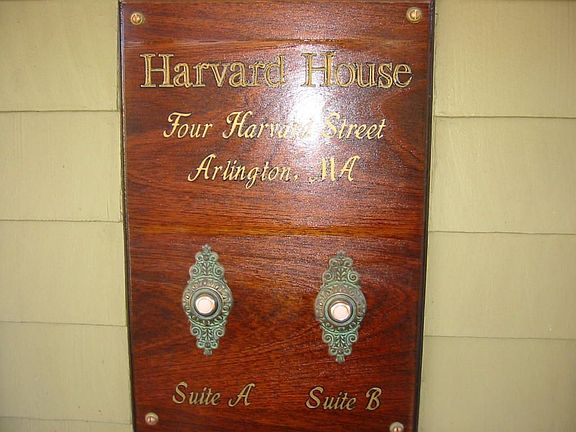 Harvard House
Four Harvard Street
Arlington, MA
Suite A
Suite B